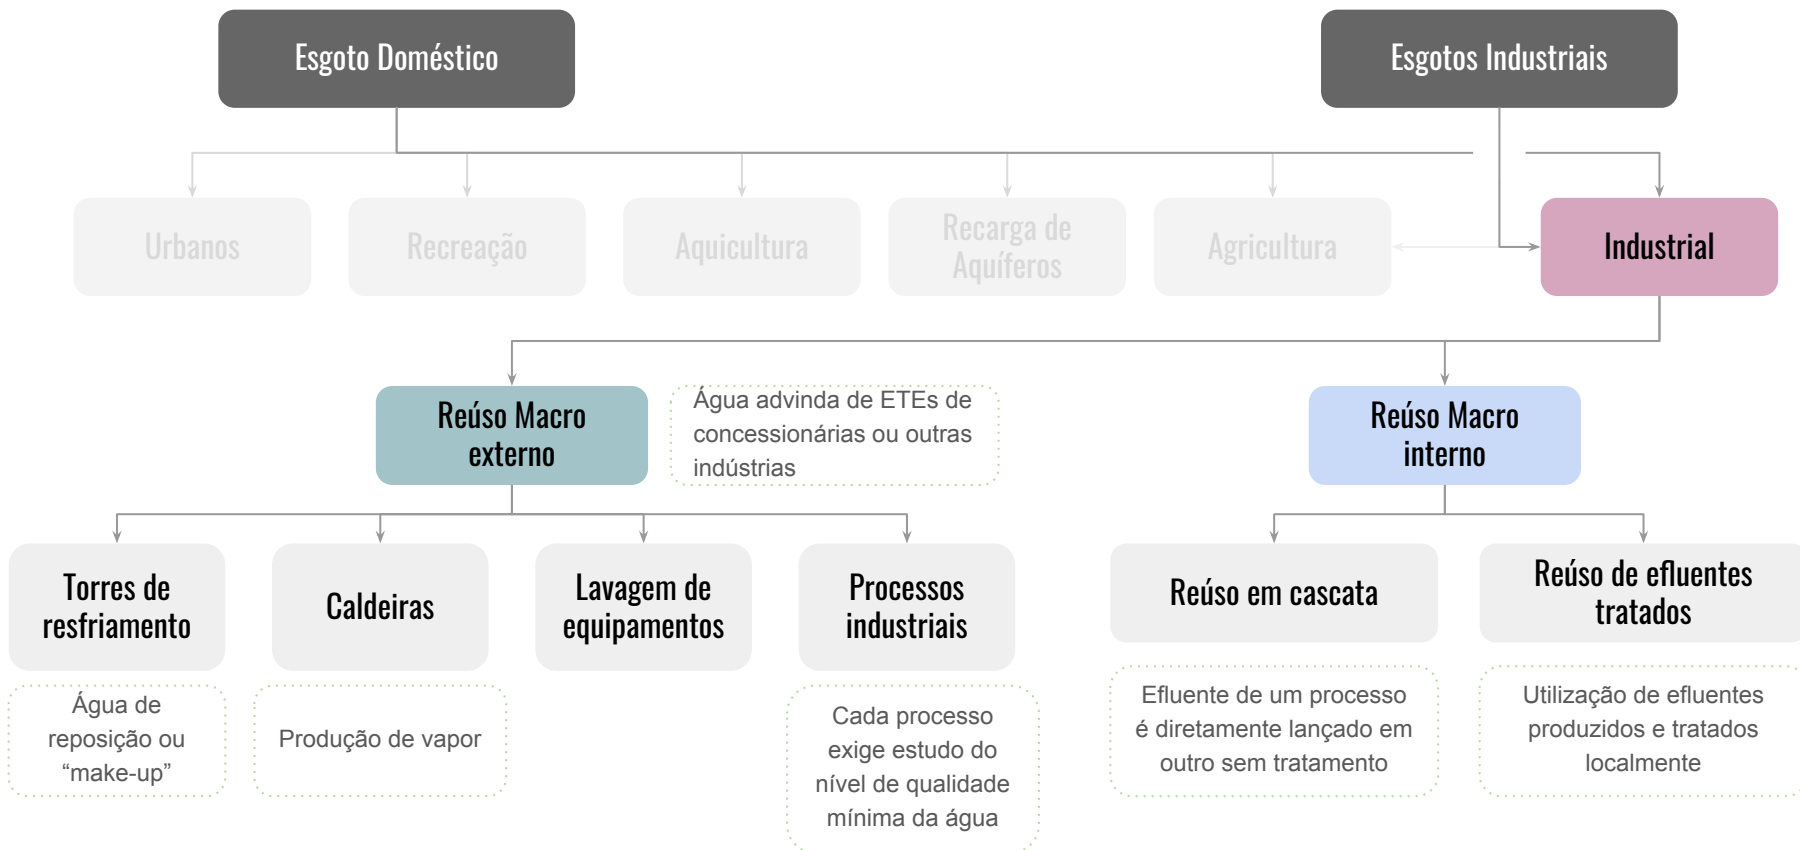 Esgoto Doméstico
Esgotos Industriais
Urbanos
Recreação
Aquicultura
Recarga de
Aquíferos
Agricultura
Industrial
Reúso Macro
externo
Água advinda de ETEs de
concessionárias ou outras
indústrias
Reúso Macro
interno
Torres de
resfriamento
Caldeiras
Lavagem de
equipamentos
Processos
industriais
Reúso em cascata
Reúso de efluentes
tratados
Água de
reposição ou
“make-up”
Produção de vapor
Cada processo
exige estudo do
nível de qualidade
mínima da água
Efluente de um processo
é diretamente lançado em
outro sem tratamento
Utilização de efluentes
produzidos e tratados
localmente